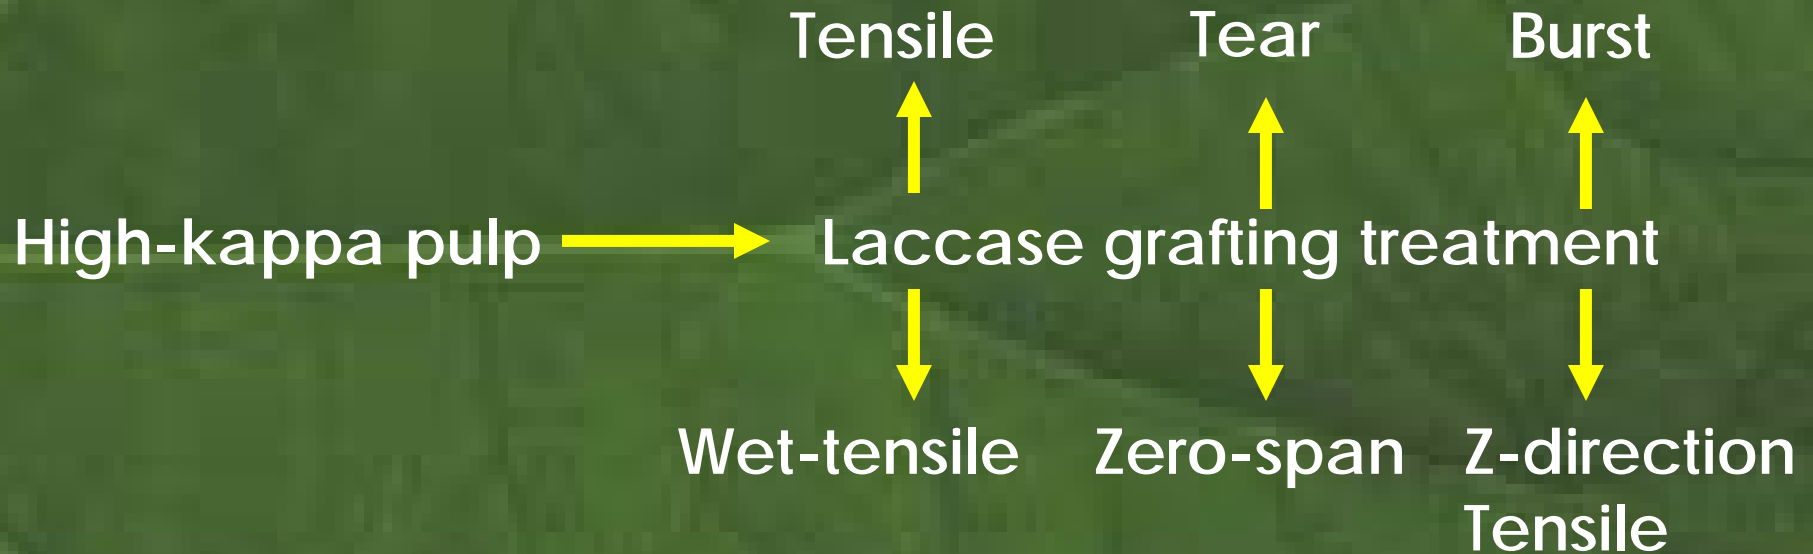 Tensile Tear Burst
High-kappa pulp Laccase grafting treatment
Wet-tensile Zero-span Z-direction
Tensile